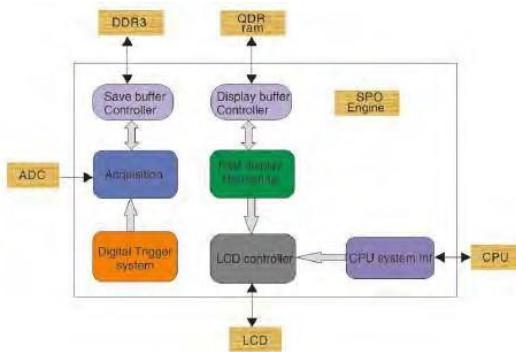 DDR3
QDR
ram
Save buffer
Controller
Display buffer
Controller
SPO
Engine
ADC
Acquisition
display
Digital Trigger
system
LCD controller
CPU system Inf
CPU
LCD